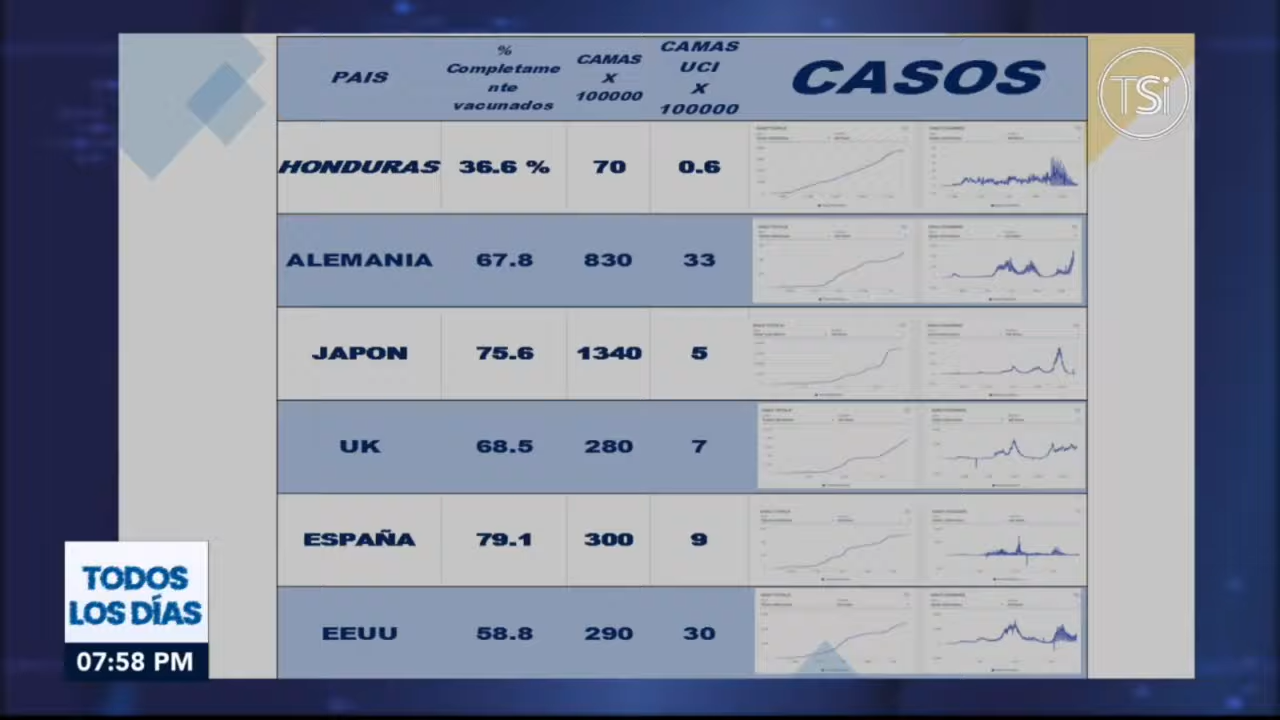 PAIS
%
Completame
nte
vacunados
CAMAS
X
100000
CAMAS
UCI
X
100000
CASOS
TSi
HONDURAS 36.6 % 70 0.6
ALEMANIA 67.8 830 33
JAPON 75.6 1340 5
UK 68.5 280 7
ESPAÑA 79.1 300 9
EEUU 58.8 290 30
TODOS
LOS DÍAS
07:58 PM